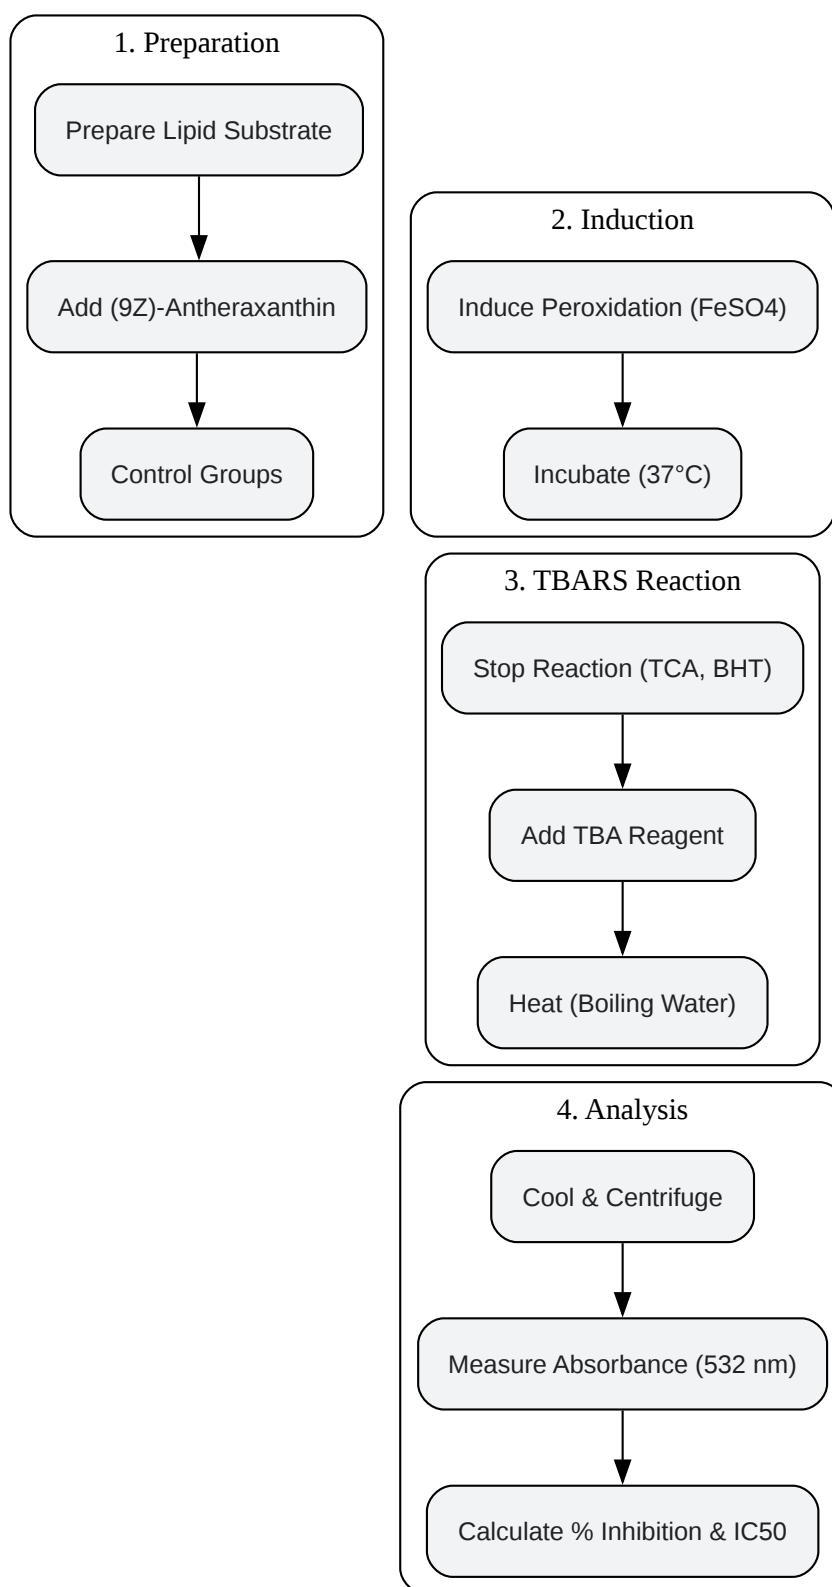 1. Preparation
Prepare Lipid Substrate
Add (9Z)-Antheraxanthin
Control Groups
2. Induction
Induce Peroxidation (FeSO4)
Incubate (37°C)
3. TBARS Reaction
Stop Reaction (TCA, BHT)
Add TBA Reagent
Heat (Boiling Water)
4. Analysis
Cool & Centrifuge
Measure Absorbance (532 nm)
Calculate % Inhibition & IC50